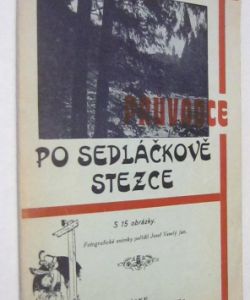 PRŮVODCE
PO SEDLÁČKOVĚ
STEZCE
S 15 obrázky.
Fotografické snímky pořídil Josef Veselý jun.